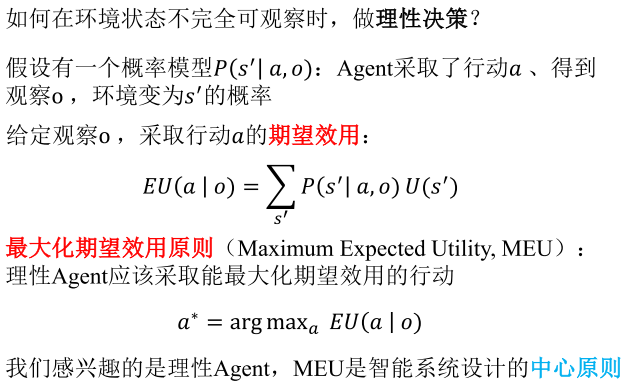 如何在环境状态不完全可观察时，做理性决策？
假设有一个概率模型P(s′| a,o)：Agent采取了行动a 、得到
观察o ，环境变为s′的概率
给定观察o ，采取行动a的期望效用：
EU(a | o) = ∑ P(s′| a,o) U(s′)
s′
最大化期望效用原则（Maximum Expected Utility, MEU）：
理性Agent应该采取能最大化期望效用的行动
a* = arg maxₐ EU(a | o)
我们感兴趣的是理性Agent，MEU是智能系统设计的中心原则